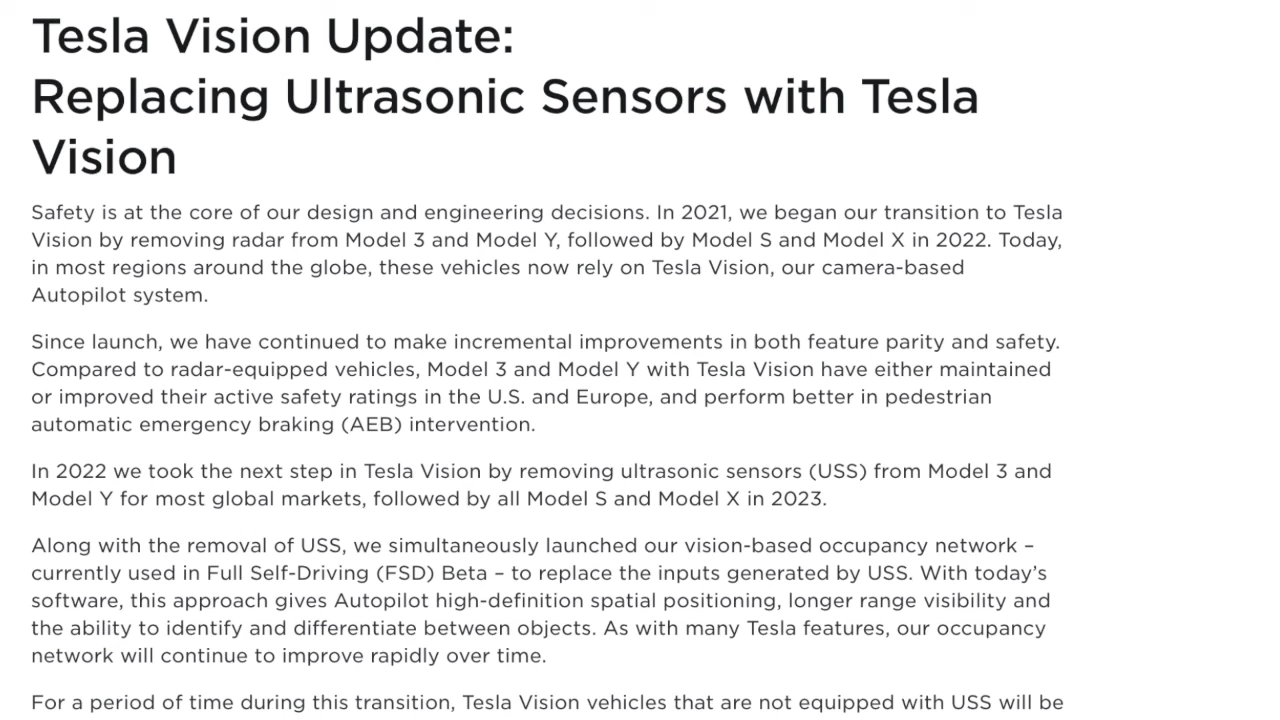 Tesla Vision Update:
Replacing Ultrasonic Sensors with Tesla
Vision
Safety is at the core of our design and engineering decisions. In 2021, we began our transition to Tesla
Vision by removing radar from Model 3 and Model Y, followed by Model S and Model X in 2022. Today,
in most regions around the globe, these vehicles now rely on Tesla Vision, our camera-based
Autopilot system.
Since launch, we have continued to make incremental improvements in both feature parity and safety.
Compared to radar-equipped vehicles, Model 3 and Model Y with Tesla Vision have either maintained
or improved their active safety ratings in the U.S. and Europe, and perform better in pedestrian
automatic emergency braking (AEB) intervention.
In 2022 we took the next step in Tesla Vision by removing ultrasonic sensors (USS) from Model 3 and
Model Y for most global markets, followed by all Model S and Model X in 2023.
Along with the removal of USS, we simultaneously launched our vision-based occupancy network –
currently used in Full Self-Driving (FSD) Beta – to replace the inputs generated by USS. With today’s
software, this approach gives Autopilot high-definition spatial positioning, longer range visibility and
the ability to identify and differentiate between objects. As with many Tesla features, our occupancy
network will continue to improve rapidly over time.
For a period of time during this transition, Tesla Vision vehicles that are not equipped with USS will be